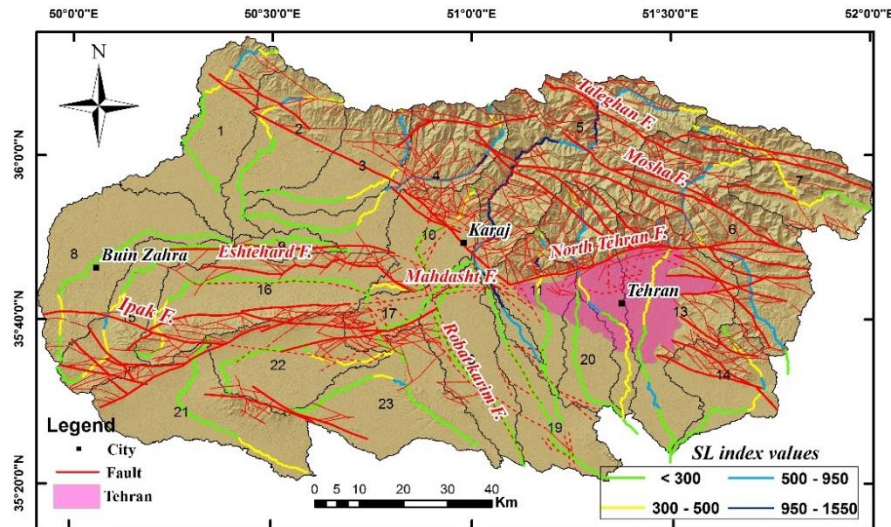 50°0'0"E 50°30'0"E 51°00'0"E 51°30'0"E 52°0'0"E
N
36°0'0"N
35°40'0"N
35°20'0"N
1
2
3
4
5
6
7
8
9
10
11
13
14
16
17
19
20
21
22
23
Taleghan F.
Mosha F.
North Tehran F.
Karaj
Buin Zahra
Eshtehard F.
Mahdasht F.
Tehran
Ipak F.
Robatkarim F.
Legend
City
Fault
Tehran
0 5 10 20 30 40
Km
SL index values
< 300
500 - 950
300 - 500
950 - 1550